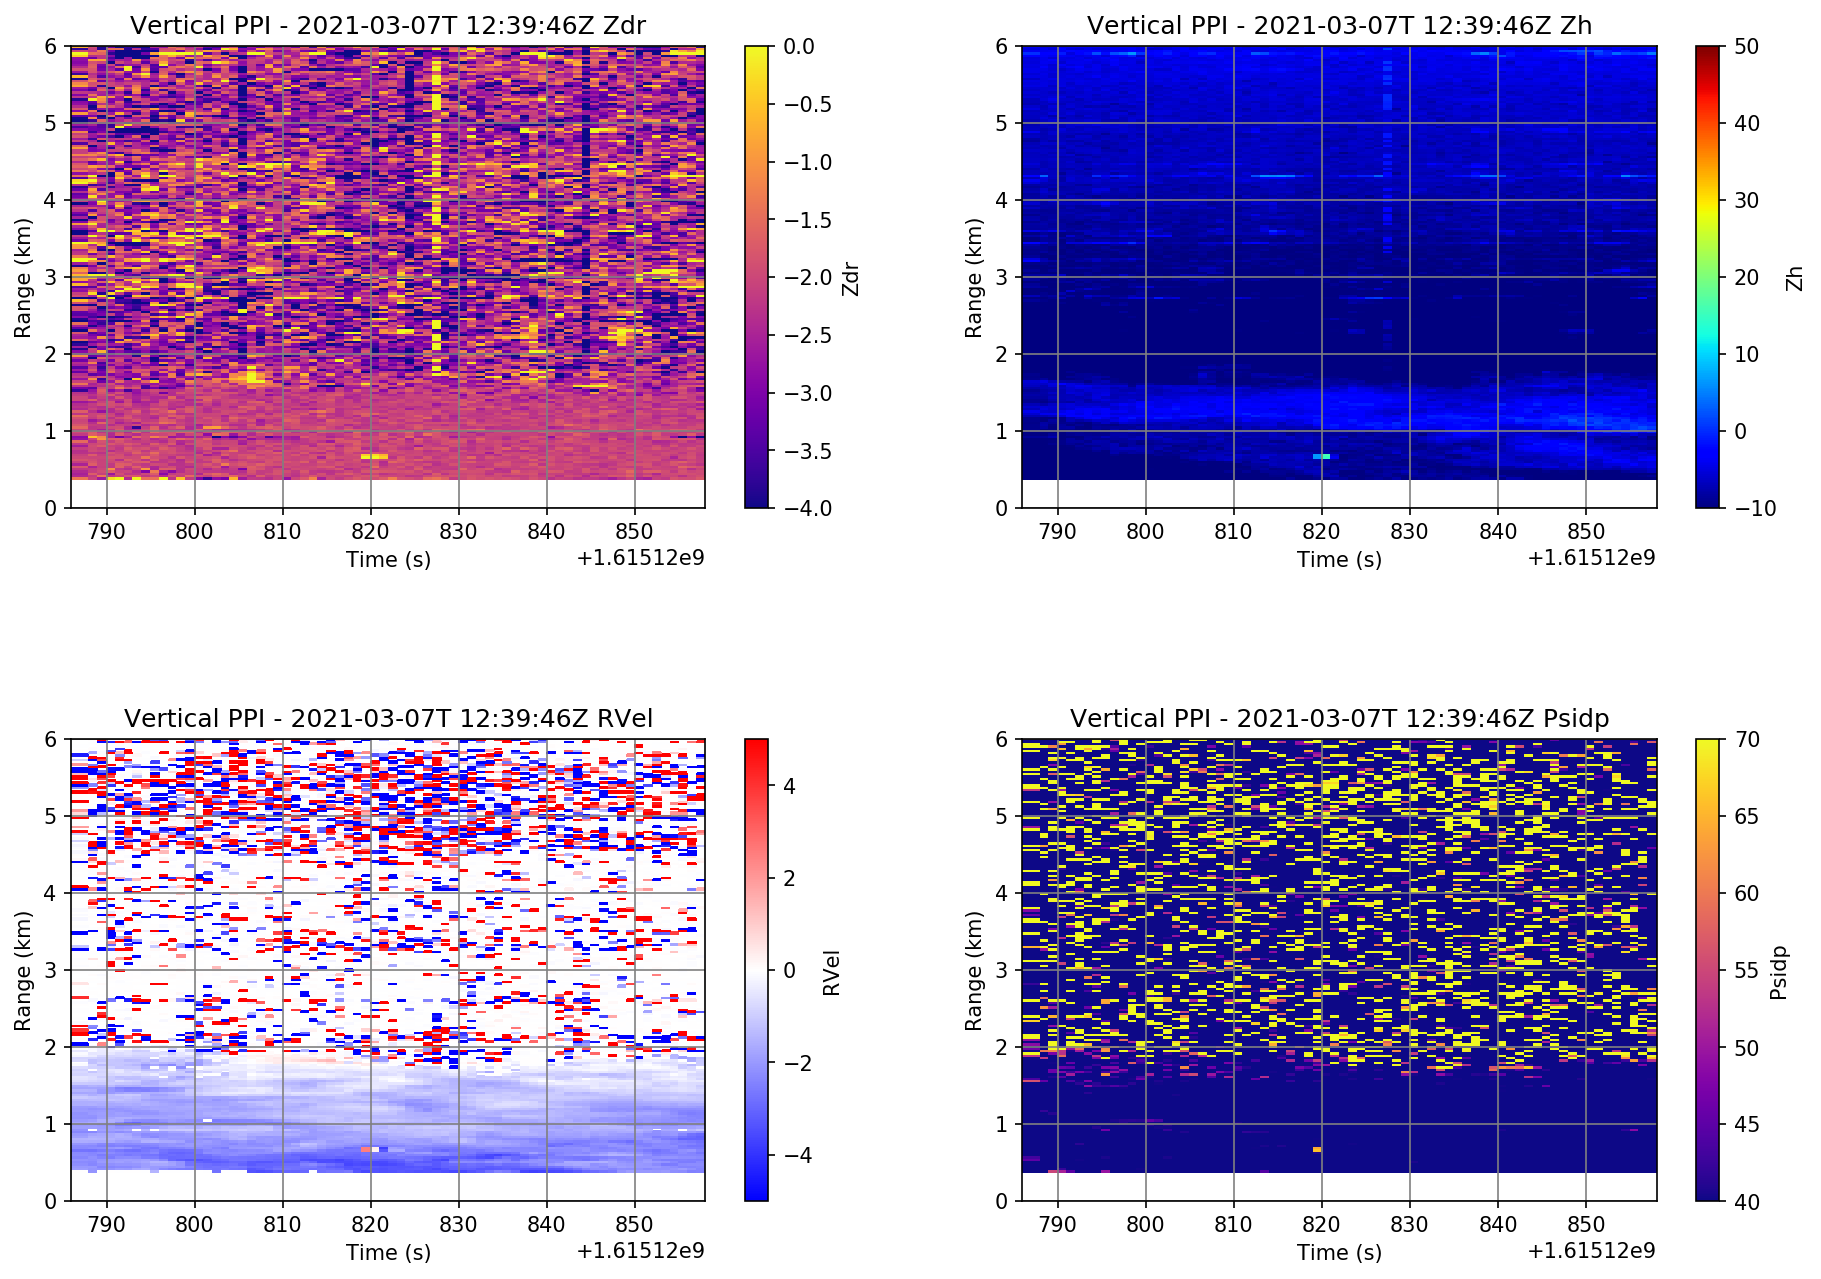 Vertical PPI - 2021-03-07T 12:39:46Z Zdr
6
5
4
3
2
1
0
Range (km)
790 800 810 820 830 840 850
Time (s)
+1.61512e9
0.0
−0.5
−1.0
−1.5
−2.0
−2.5
−3.0
−3.5
−4.0
Zdr
Vertical PPI - 2021-03-07T 12:39:46Z Zh
6
5
4
3
2
1
0
Range (km)
790 800 810 820 830 840 850
Time (s)
+1.61512e9
50
40
30
20
10
0
−10
Zh
Vertical PPI - 2021-03-07T 12:39:46Z RVel
6
5
4
3
2
1
0
Range (km)
790 800 810 820 830 840 850
Time (s)
+1.61512e9
4
2
0
−2
−4
RVel
Vertical PPI - 2021-03-07T 12:39:46Z Psidp
6
5
4
3
2
1
0
Range (km)
790 800 810 820 830 840 850
Time (s)
+1.61512e9
70
65
60
55
50
45
40
Psidp